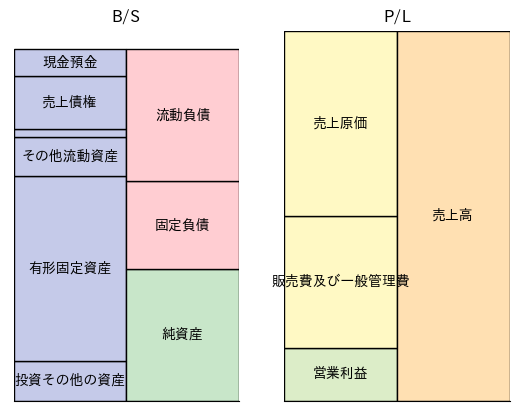 B/S
現金預金
売上債権
その他流動資産
有形固定資産
投資その他の資産
流動負債
固定負債
純資産
P/L
売上原価
販売費及び一般管理費
営業利益
売上高